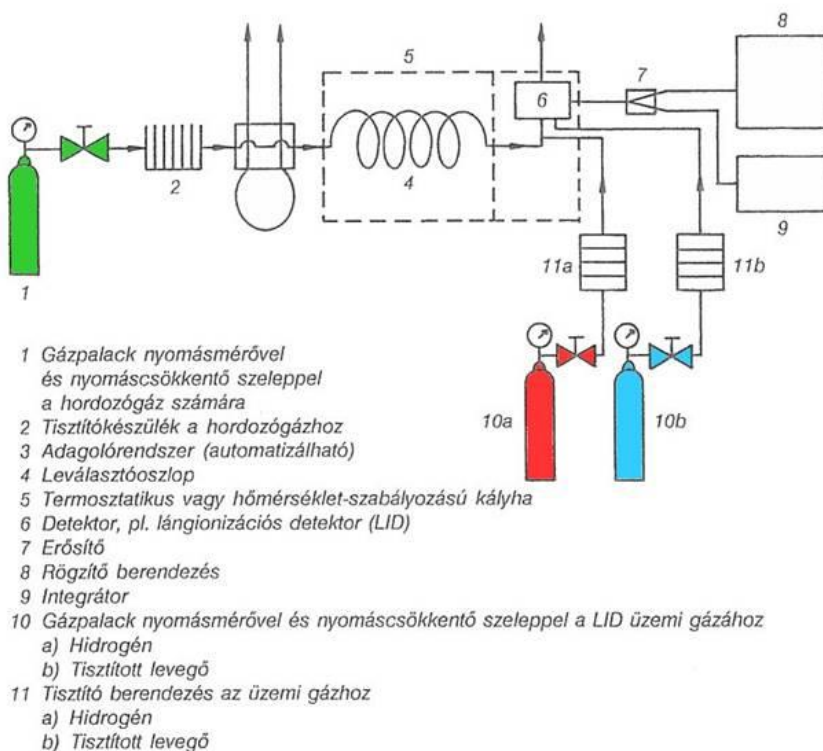 8
5
7
6
4
2
9
11a
11b
1
10a
10b
1 Gázpalack nyomásmérővel
és nyomáscsökkentő szeleppel
a hordozógáz számára
2 Tisztítókészülék a hordozógázhoz
3 Adagolórendszer (automatizálható)
4 Leválasztóoszlop
5 Termosztatikus vagy hőmérséklet-szabályozású kályha
6 Detektor, pl. lángionizációs detektor (LID)
7 Erősítő
8 Rögzítő berendezés
9 Integrátor
10 Gázpalack nyomásmérővel és nyomáscsökkentő szeleppel a LID üzemi gázához
a) Hidrogén
b) Tisztított levegő
11 Tisztító berendezés az üzemi gázhoz
a) Hidrogén
b) Tisztított levegő